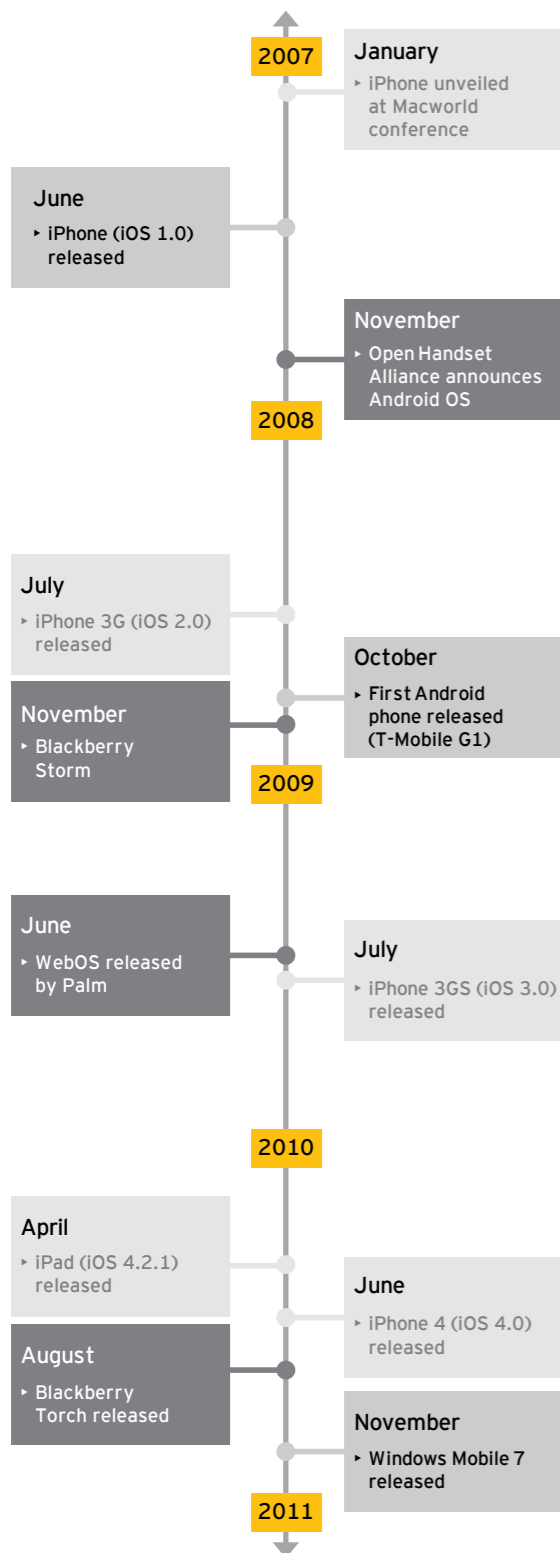 2007
January
‣ iPhone unveiled
at Macworld
conference
June
‣ iPhone (iOS 1.0)
released
November
‣ Open Handset
Alliance announces
Android OS
2008
July
‣ iPhone 3G (iOS 2.0)
released
October
‣ First Android
phone released
(T-Mobile G1)
November
‣ Blackberry
Storm
2009
June
‣ WebOS released
by Palm
July
‣ iPhone 3GS (iOS 3.0)
released
2010
April
‣ iPad (iOS 4.2.1)
released
June
‣ iPhone 4 (iOS 4.0)
released
August
‣ Blackberry
Torch released
November
‣ Windows Mobile 7
released
2011